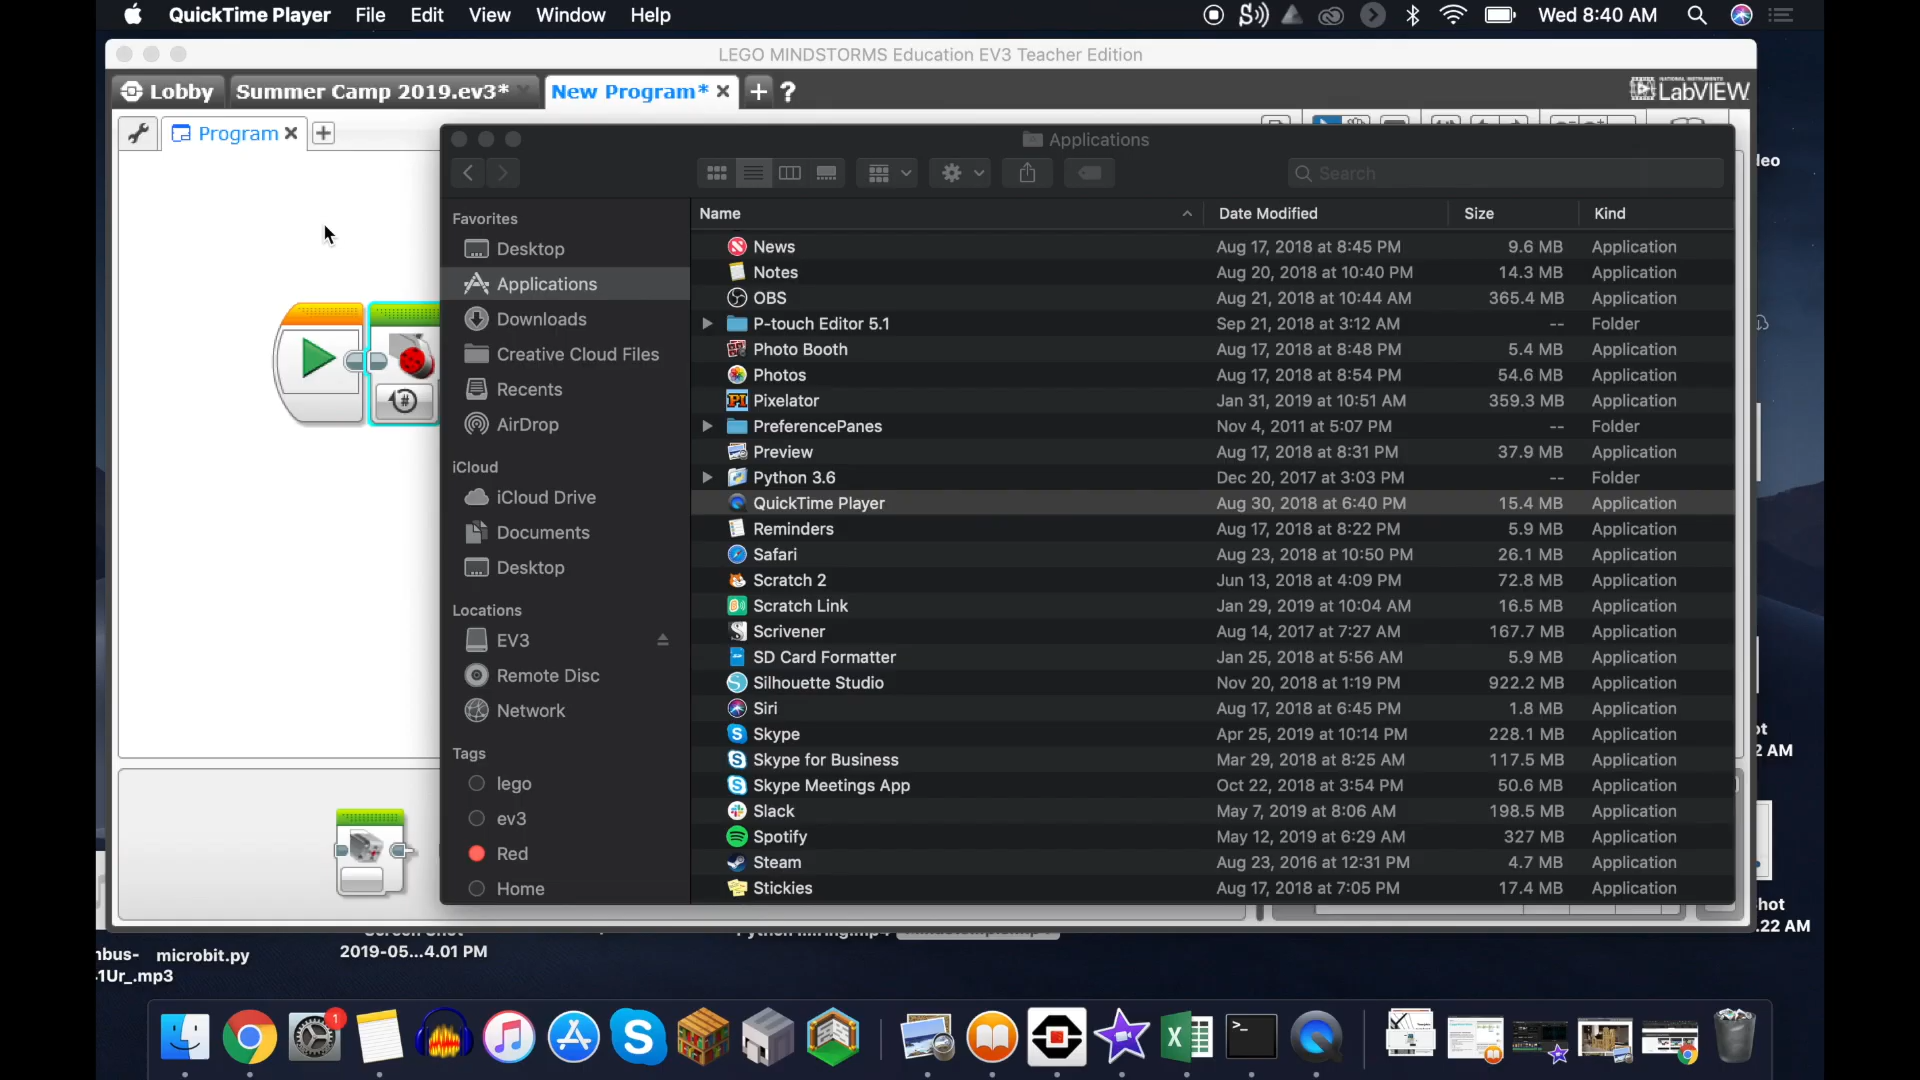 QuickTime Player File Edit View Window Help Wed 8:40 AM
LEGO MINDSTORMS Education EV3 Teacher Edition
Lobby Summer Camp 2019.ev3* New Program* + ?
NATIONAL INSTRUMENTS
LabVIEW
Program
Applications
Search
Favorites
Desktop
Applications
Downloads
Creative Cloud Files
Recents
AirDrop
iCloud
iCloud Drive
Documents
Desktop
Locations
EV3
Remote Disc
Network
Tags
lego
ev3
Red
Home
Name Date Modified Size Kind
News Aug 17, 2018 at 8:45 PM 9.6 MB Application
Notes Aug 20, 2018 at 10:40 PM 14.3 MB Application
OBS Aug 21, 2018 at 10:44 AM 365.4 MB Application
P-touch Editor 5.1 Sep 21, 2018 at 3:12 AM -- Folder
Photo Booth Aug 17, 2018 at 8:48 PM 5.4 MB Application
Photos Aug 17, 2018 at 8:54 PM 54.6 MB Application
Pixelator Jan 31, 2019 at 10:51 AM 359.3 MB Application
PreferencePanes Nov 4, 2011 at 5:07 PM -- Folder
Preview Aug 17, 2018 at 8:31 PM 37.9 MB Application
Python 3.6 Dec 20, 2017 at 3:03 PM -- Folder
QuickTime Player Aug 30, 2018 at 6:40 PM 15.4 MB Application
Reminders Aug 17, 2018 at 8:22 PM 5.9 MB Application
Safari Aug 23, 2018 at 10:50 PM 26.1 MB Application
Scratch 2 Jun 13, 2018 at 4:09 PM 72.8 MB Application
Scratch Link Jan 29, 2019 at 10:04 AM 16.5 MB Application
Scrivener Aug 14, 2017 at 7:27 AM 167.7 MB Application
SD Card Formatter Jan 25, 2018 at 5:56 AM 5.9 MB Application
Silhouette Studio Nov 20, 2018 at 1:19 PM 922.2 MB Application
Siri Aug 17, 2018 at 6:45 PM 1.8 MB Application
Skype Apr 25, 2019 at 10:14 PM 228.1 MB Application
Skype for Business Mar 29, 2018 at 8:25 AM 117.5 MB Application
Skype Meetings App Oct 22, 2018 at 3:54 PM 50.6 MB Application
Slack May 7, 2019 at 8:06 AM 198.5 MB Application
Spotify May 12, 2019 at 6:29 AM 327 MB Application
Steam Aug 23, 2016 at 12:31 PM 4.7 MB Application
Stickies Aug 17, 2018 at 7:05 PM 17.4 MB Application
leo
ot
2 AM
hot
.22 AM
microbit.py
1Ur_.mp3
2019-05...4.01 PM
1